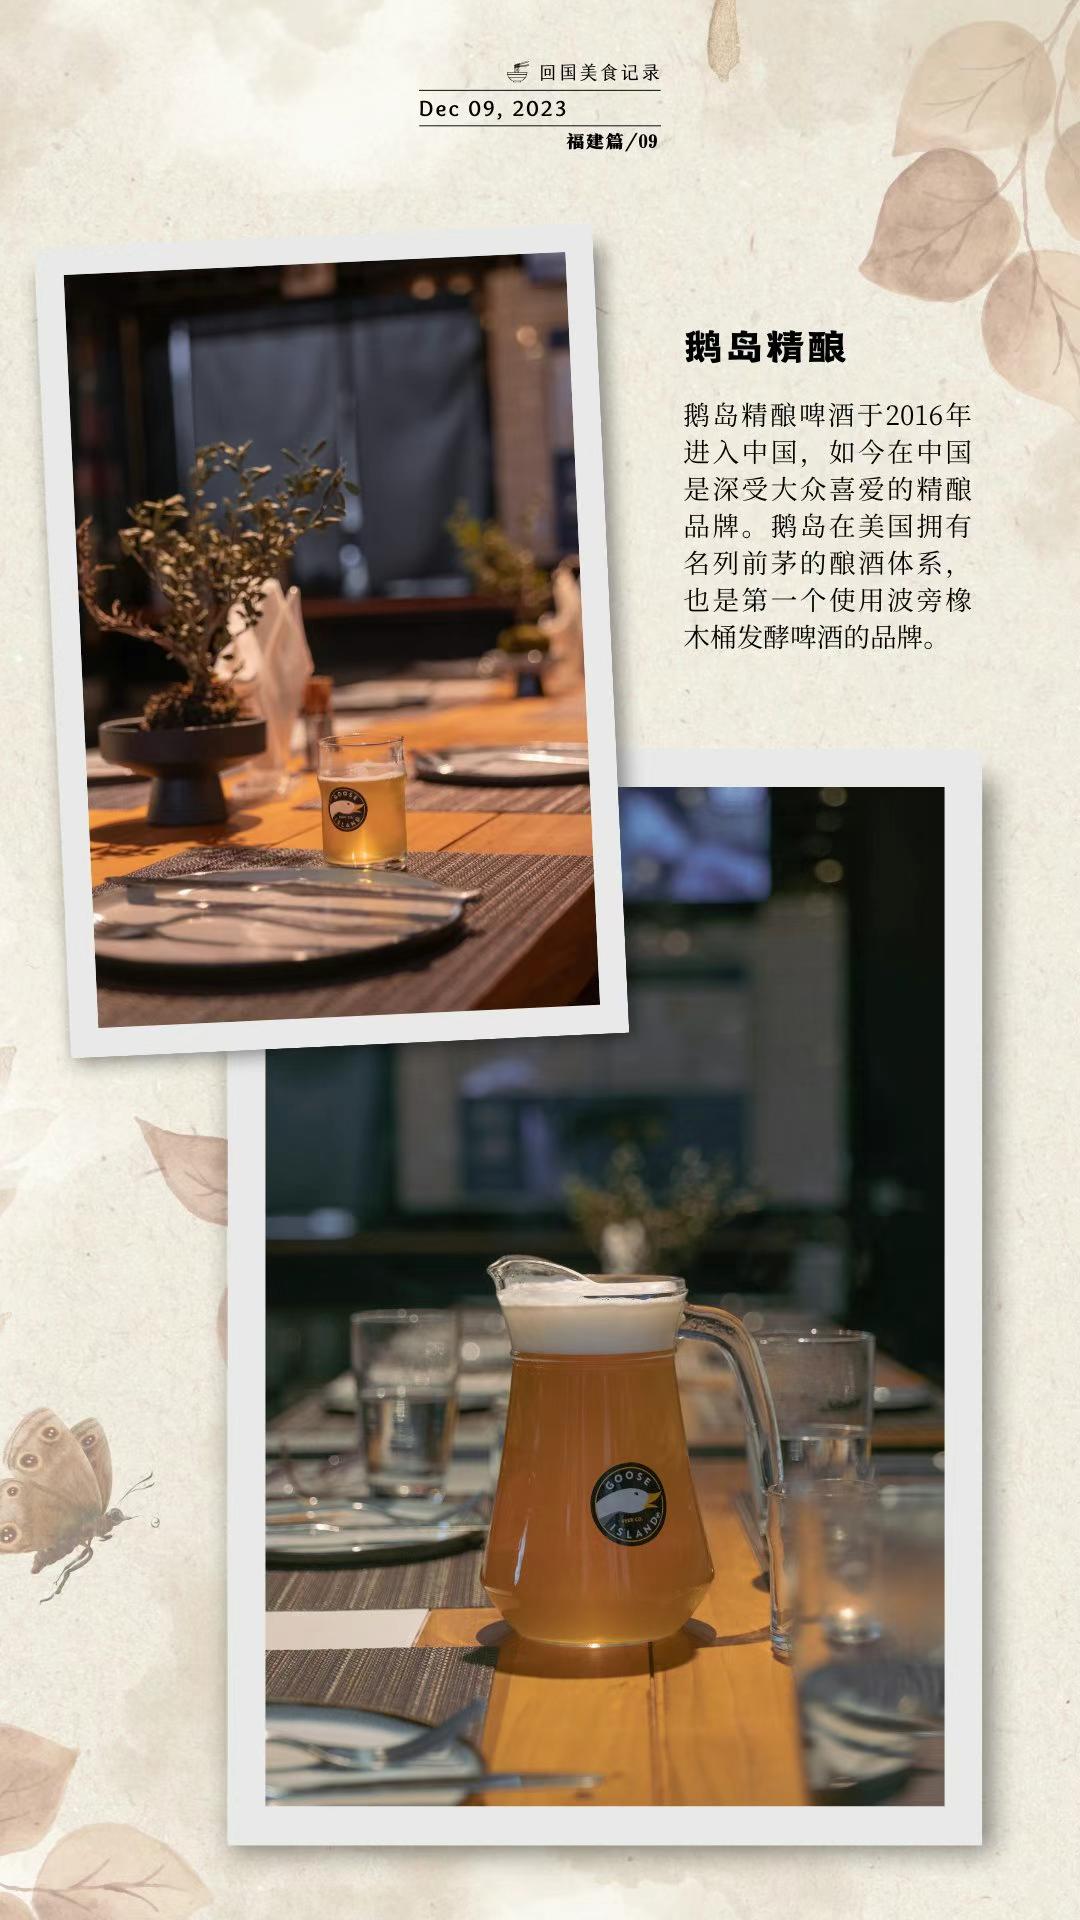 回国美食记录
Dec 09, 2023
福建篇/09
鹅岛精酿
鹅岛精酿啤酒于2016年
进入中国，如今在中国
是深受大众喜爱的精酿
品牌。鹅岛在美国拥有
名列前茅的酿酒体系，
也是第一个使用波旁橡
木桶发酵啤酒的品牌。
GOOSE
ISLAND
GOOSE
BEER CO.
ISLAND